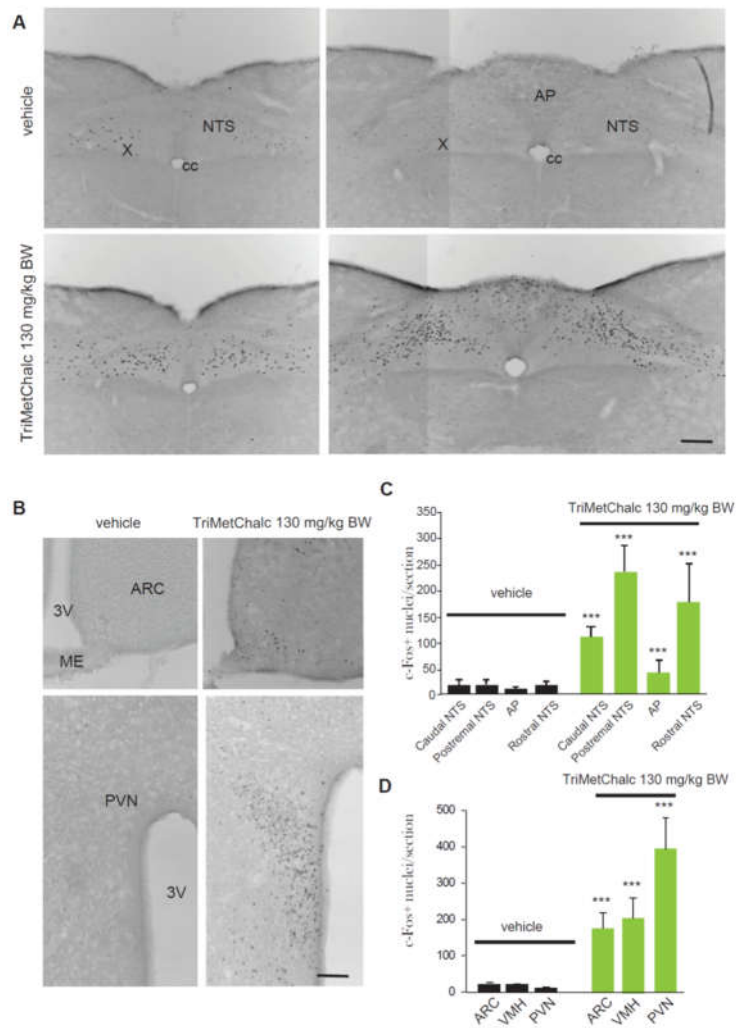 A
vehicle
NTS
X
cc
AP
NTS
X
cc
TriMetChalc 130 mg/kg BW
B
vehicle
TriMetChalc 130 mg/kg BW
ARC
3V
ME
PVN
3V
C
TriMetChalc 130 mg/kg BW
c-Fos+ nuclei/section
350
300
250
200
150
100
50
0
vehicle
***
***
***
***
Caudal NTS
Postremal NTS
AP
Rostral NTS
Caudal NTS
Postremal NTS
AP
Rostral NTS
D
TriMetChalc 130 mg/kg BW
c-Fos+ nuclei/section
500
400
300
200
100
0
vehicle
***
***
***
ARC
VMH
PVN
ARC
VMH
PVN